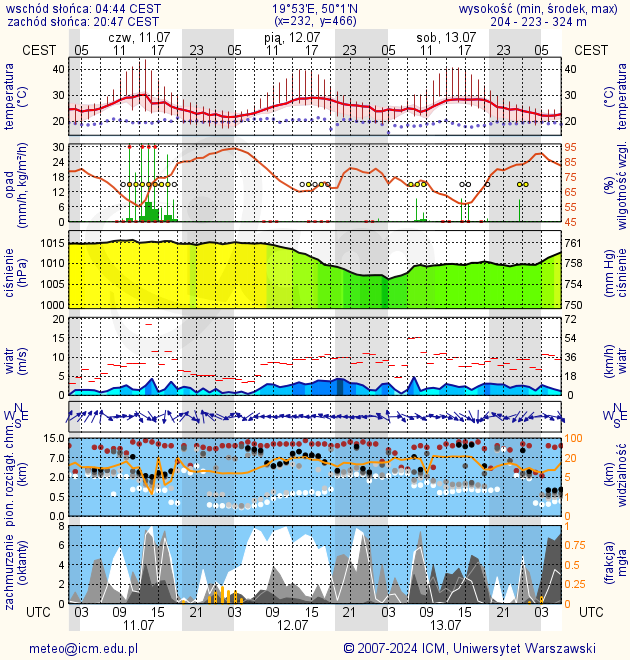 wschód słońca: 04:44 CEST 19°53'E, 50°1'N wysokość (min, środek, max)
zachód słońca: 20:47 CEST (x=232, y=466) 204 - 223 - 324 m
czw, 11.07 pią, 12.07 sob, 13.07
CEST 05 11 17 23 05 11 17 23 05 11 17 23 05 CEST
temperatura (°C)
40
30
20
40
30
20
temperatura (°C)
opad (mm/h, kg/m²/h)
30
24
18
12
6
0
95
85
75
65
55
45
wilgotność wzgl. (%)
ciśnienie (hPa)
1015
1010
1005
1000
761
758
754
750
(mm Hg) ciśnienie
wiatr (m/s)
20
15
10
5
0
72
54
36
18
0
(km/h) wiatr
N
W E
S
N
W E
S
pion. rozciągł. chm. (km)
15.0
7.0
2.0
0.5
0.0
100
20
5
1
0
(km) widzialność
zachmurzenie (oktanty)
8
6
4
2
0
1
0.75
0.5
0.25
0
(frakcja) mgła
UTC 03 09 15 21 03 09 15 21 03 09 15 21 03 UTC
11.07 12.07 13.07
meteo@icm.edu.pl © 2007-2024 ICM, Uniwersytet Warszawski